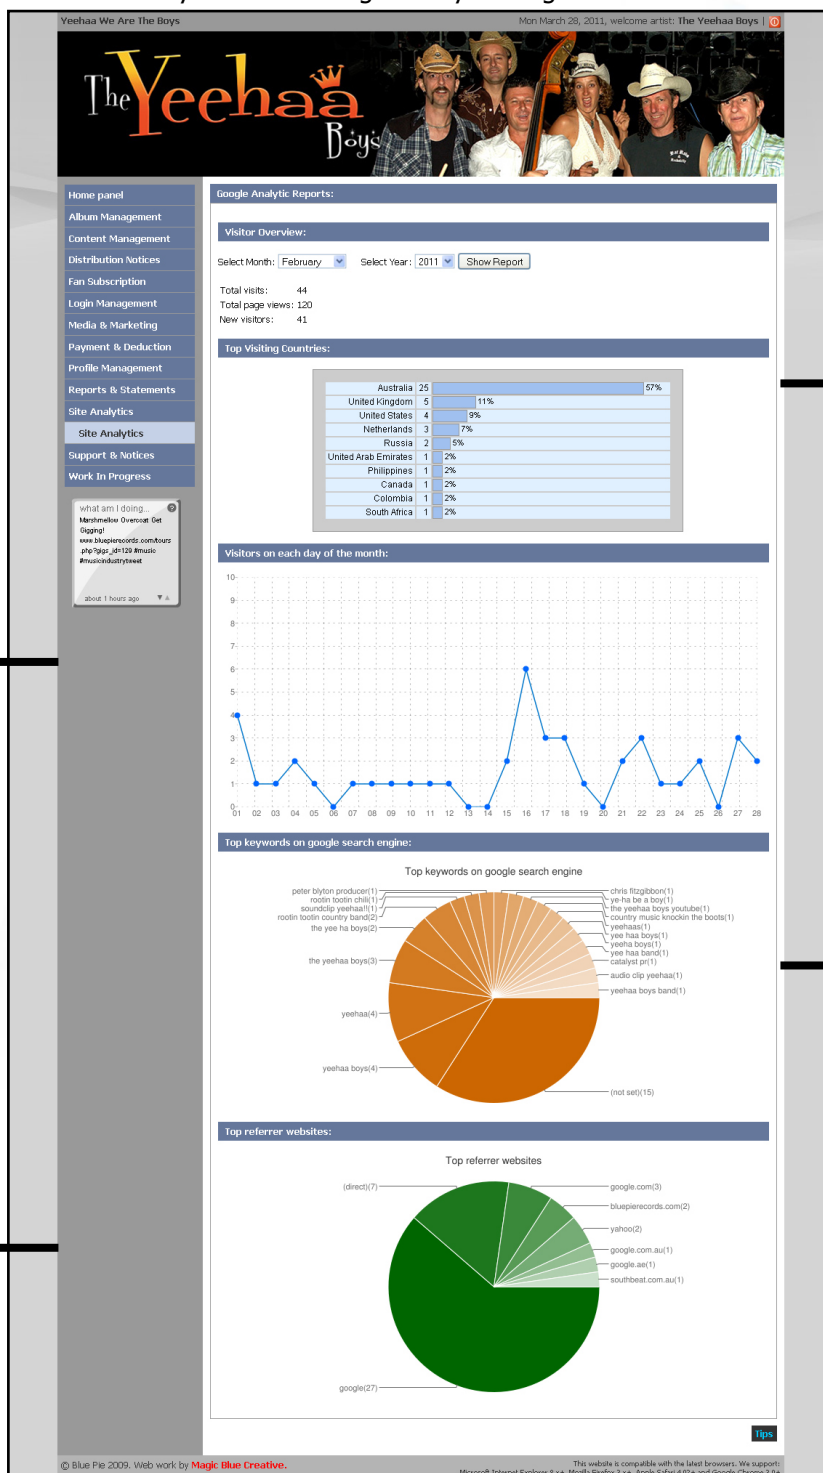 Yeehaa We Are The Boys
Mon March 28, 2011, welcome artist: The Yeehaa Boys |
The Yeehaa Boys
Home panel
Album Management
Content Management
Distribution Notices
Fan Subscription
Login Management
Media & Marketing
Payment & Deduction
Profile Management
Reports & Statements
Site Analytics
Site Analytics
Support & Notices
Work In Progress
what am I doing... ?
Marshmellow Overcoat Get
Gigging!
www.bluepierecords.com/tours
.php?gigs_id=129 #music
#musicindustrytweet
about 1 hours ago
Google Analytic Reports:
Visitor Overview:
Select Month: February Select Year: 2011 Show Report
Total visits: 44
Total page views: 120
New visitors: 41
Top Visiting Countries:
Australia 25 57%
United Kingdom 5 11%
United States 4 9%
Netherlands 3 7%
Russia 2 5%
United Arab Emirates 1 2%
Philippines 1 2%
Canada 1 2%
Colombia 1 2%
South Africa 1 2%
Visitors on each day of the month:
10
9
8
7
6
5
4
3
2
1
0
01 02 03 04 05 06 07 08 09 10 11 12 13 14 15 16 17 18 19 20 21 22 23 24 25 26 27 28
Top keywords on google search engine:
Top keywords on google search engine
peter blyton producer(1)
rootin tootin chili(1)
soundclip yeehaa!!(1)
rootin tootin country band(2)
the yee ha boys(2)
the yeehaa boys(3)
yeehaa(4)
yeehaa boys(4)
chris fitzgibbon(1)
ye-ha be a boy(1)
the yeehaa boys youtube(1)
country music knockin the boots(1)
yeehaas(1)
yee haa boys(1)
yeeha boys(1)
yee haa band(1)
catalyst pr(1)
audio clip yeehaa(1)
yeehaa boys band(1)
(not set)(15)
Top referrer websites:
Top referrer websites
(direct)(7)
google.com(3)
bluepierecords.com(2)
yahoo(2)
google.com.au(1)
google.ae(1)
southbeat.com.au(1)
google(27)
Tips
© Blue Pie 2009. Web work by Magic Blue Creative.
This website is compatible with the latest browsers. We support: